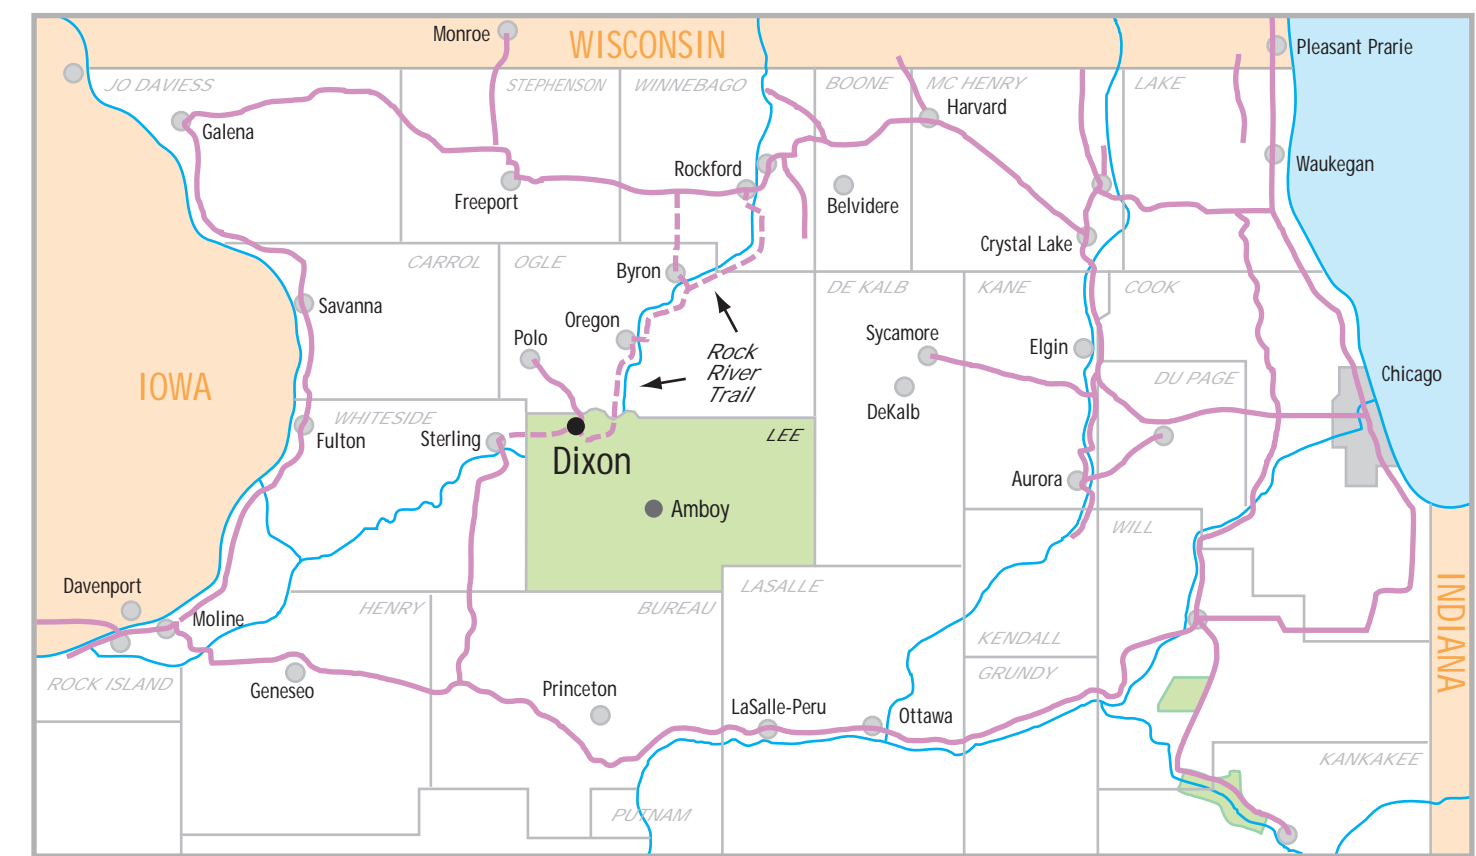 WISCONSIN
Monroe
Pleasant Prarie
JO DAVIESS
STEPHENSON
WINNEBAGO
BOONE
MC HENRY
LAKE
Harvard
Galena
Rockford
Waukegan
Freeport
Belvidere
Crystal Lake
CARROL
OGLE
Byron
DE KALB
KANE
COOK
Savanna
Oregon
Polo
Sycamore
Elgin
Rock
River
Trail
IOWA
DU PAGE
Chicago
DeKalb
WHITESIDE
Fulton
Sterling
LEE
Dixon
Aurora
Amboy
WILL
Davenport
LASALLE
INDIANA
Moline
HENRY
BUREAU
KENDALL
ROCK ISLAND
Geneseo
Princeton
GRUNDY
LaSalle-Peru
Ottawa
KANKAKEE
PUTNAM